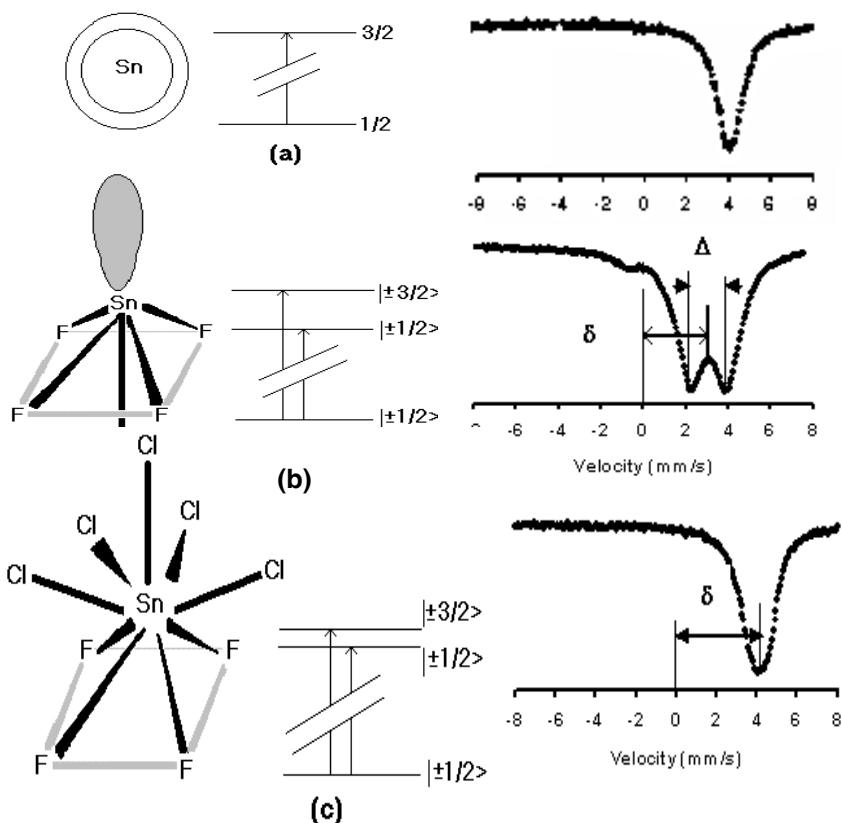 Sn
3/2
1/2
(a)
-8 -6 -4 -2 0 2 4 6 8
Sn
F
F
F
F
|±3/2>
|±1/2>
|±1/2>
(b)
Δ
δ
-6 -4 -2 0 2 4 6 8
Velocity (mm/s)
Cl
Cl
Cl
Cl
Cl
Sn
F
F
F
F
|±3/2>
|±1/2>
|±1/2>
(c)
δ
-8 -6 -4 -2 0 2 4 6 8
Velocity (mm/s)